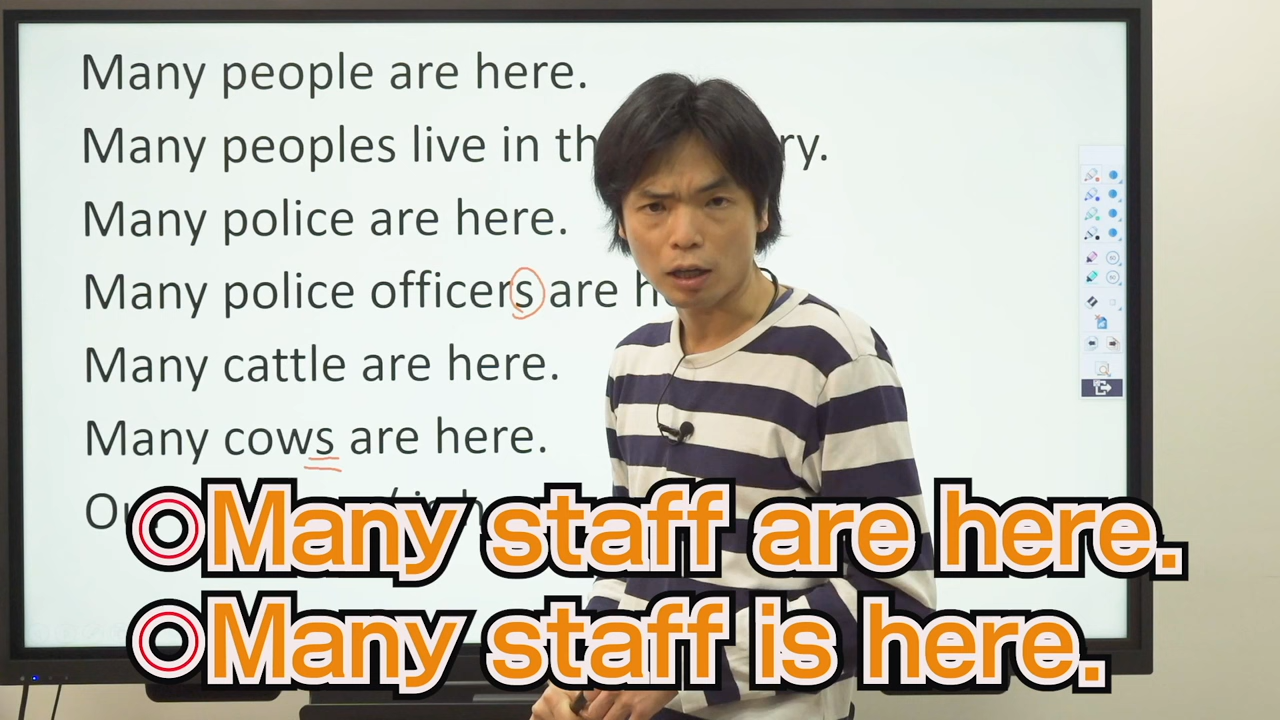 Many people are here.
Many peoples live in th ry.
Many police are here.
Many police officers are h
Many cattle are here.
Many cows are here.
◎Many staff are here.
◎Many staff is here.